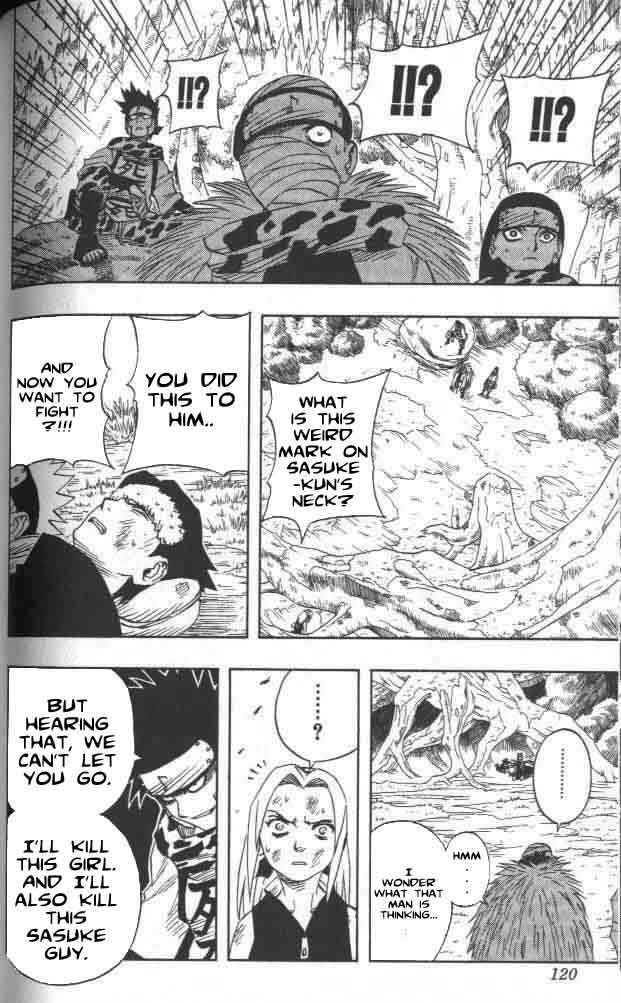 !!?
!!?
!!?
WHAT
IS THIS
WEIRD
MARK ON
SASUKE
-KUN'S
NECK?
YOU DID
THIS TO
HIM..
AND
NOW YOU
WANT TO
FIGHT
?!!!
.........
HMM
...
I
WONDER
WHAT THAT
MAN IS
THINKING...
......?
BUT
HEARING
THAT, WE
CAN'T LET
YOU GO.
I'LL KILL
THIS GIRL.
AND I'LL
ALSO KILL
THIS
SASUKE
GUY.
120